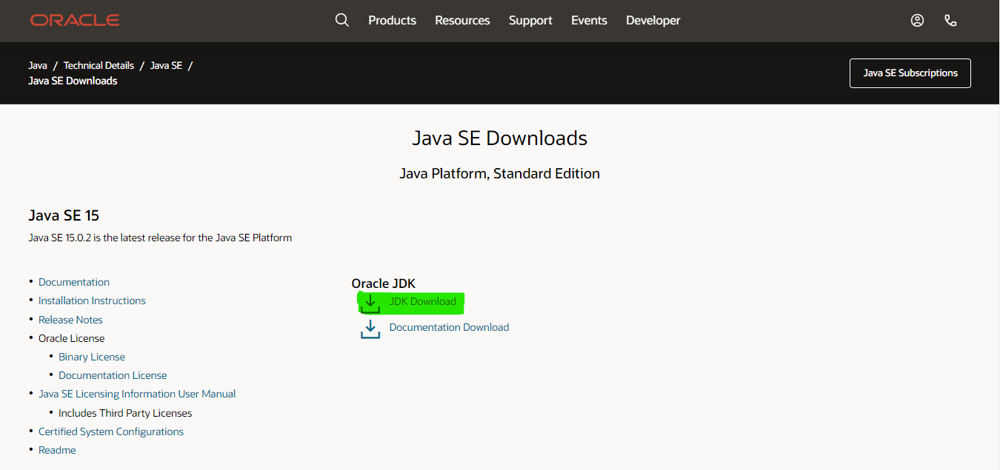 ORACLE
Products Resources Support Events Developer
Java / Technical Details / Java SE /
Java SE Downloads
Java SE Subscriptions
Java SE Downloads
Java Platform, Standard Edition
Java SE 15
Java SE 15.0.2 is the latest release for the Java SE Platform
• Documentation
• Installation Instructions
• Release Notes
• Oracle License
• Binary License
• Documentation License
• Java SE Licensing Information User Manual
• Includes Third Party Licenses
• Certified System Configurations
• Readme
Oracle JDK
JDK Download
Documentation Download